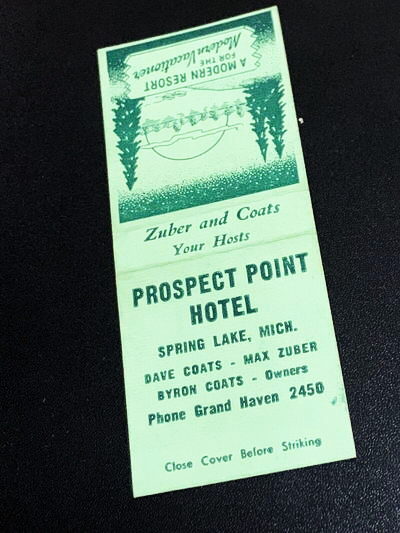 A MODERN RESORT
FOR THE
Modern Vacationer
Zuber and Coats
Your Hosts
PROSPECT POINT
HOTEL
SPRING LAKE, MICH.
DAVE COATS - MAX ZUBER
BYRON COATS - Owners
Phone Grand Haven 2450
Close Cover Before Striking